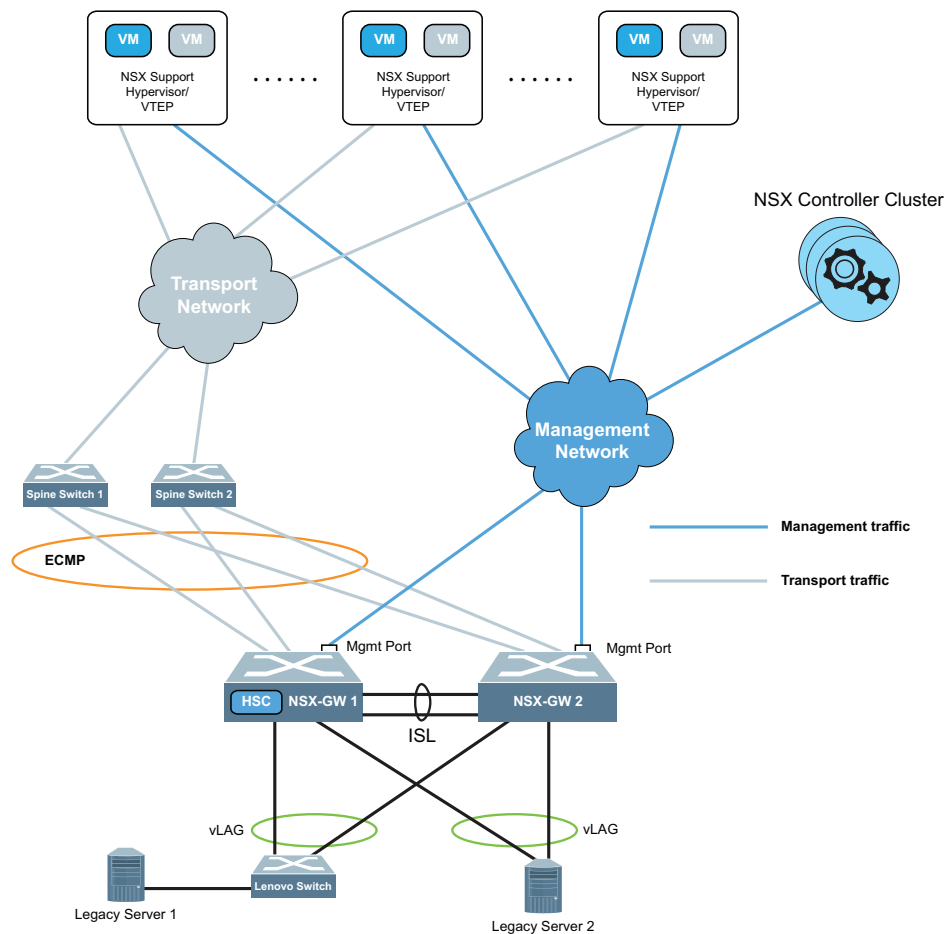 VM
VM
NSX Support
Hypervisor/
VTEP
VM
VM
NSX Support
Hypervisor/
VTEP
VM
VM
NSX Support
Hypervisor/
VTEP
NSX Controller Cluster
Transport
Network
Management
Network
Spine Switch 1
Spine Switch 2
ECMP
Management traffic
Transport traffic
Mgmt Port
Mgmt Port
HSC
NSX-GW 1
NSX-GW 2
ISL
vLAG
vLAG
Lenovo Switch
Legacy Server 1
Legacy Server 2